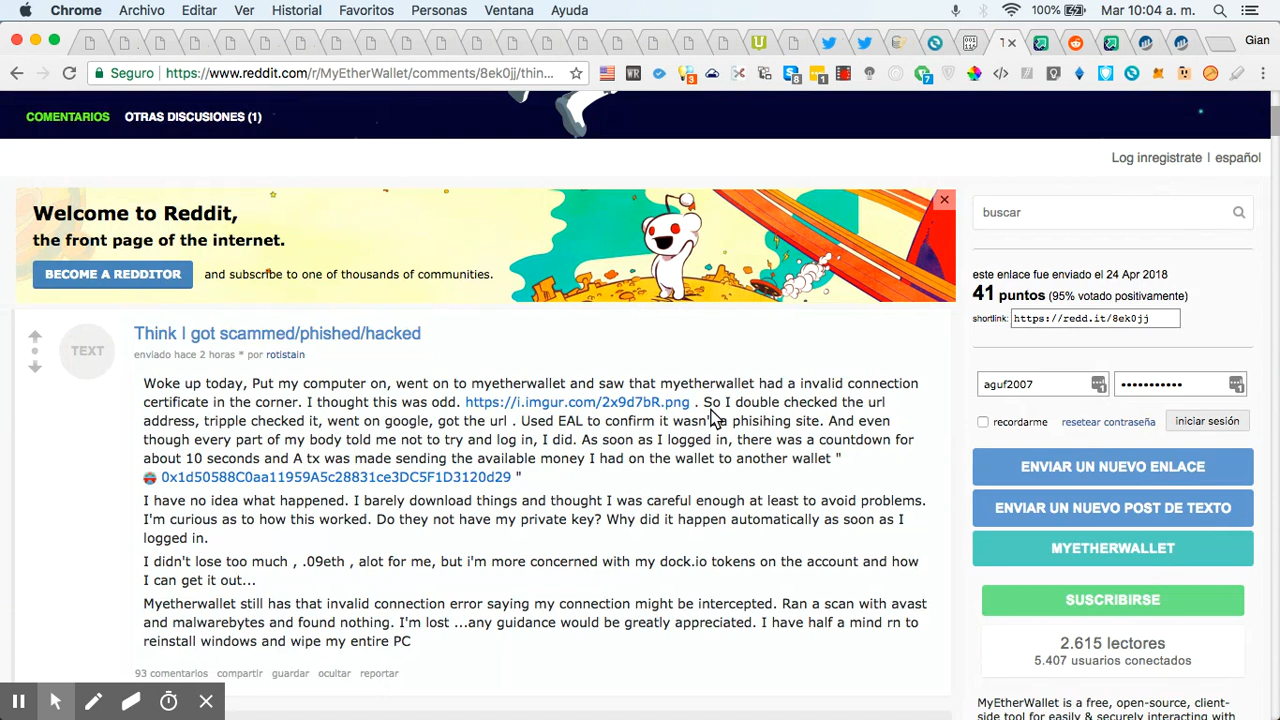 Chrome Archivo Editar Ver Historial Favoritos Personas Ventana Ayuda 100% Mar 10:04 a. m.
Gian
Seguro https://www.reddit.com/r/MyEtherWallet/comments/8ek0jj/thin...
COMENTARIOS OTRAS DISCUSIONES (1)
Log inregistrate | español
Welcome to Reddit,
the front page of the internet.
BECOME A REDDITOR and subscribe to one of thousands of communities.
buscar
este enlace fue enviado el 24 Apr 2018
41 puntos (95% votado positivamente)
shortlink: https://redd.it/8ek0jj
aguf2007
recordarme resetear contraseña iniciar sesión
ENVIAR UN NUEVO ENLACE
ENVIAR UN NUEVO POST DE TEXTO
MYETHERWALLET
SUSCRIBIRSE
2.615 lectores
5.407 usuarios conectados
MyEtherWallet is a free, open-source, client-
side tool for easily & securely interacting with
TEXT
Think I got scammed/phished/hacked
enviado hace 2 horas * por rotistain
Woke up today, Put my computer on, went on to myetherwallet and saw that myetherwallet had a invalid connection
certificate in the corner. I thought this was odd. https://i.imgur.com/2x9d7bR.png . So I double checked the url
address, tripple checked it, went on google, got the url . Used EAL to confirm it wasn't a phisihing site. And even
though every part of my body told me not to try and log in, I did. As soon as I logged in, there was a countdown for
about 10 seconds and A tx was made sending the available money I had on the wallet to another wallet "
0x1d50588C0aa11959A5c28831ce3DC5F1D3120d29 "
I have no idea what happened. I barely download things and thought I was careful enough at least to avoid problems.
I'm curious as to how this worked. Do they not have my private key? Why did it happen automatically as soon as I
logged in.
I didn't lose too much , .09eth , alot for me, but i'm more concerned with my dock.io tokens on the account and how
I can get it out...
Myetherwallet still has that invalid connection error saying my connection might be intercepted. Ran a scan with avast
and malwarebytes and found nothing. I'm lost ...any guidance would be greatly appreciated. I have half a mind rn to
reinstall windows and wipe my entire PC
93 comentarios compartir guardar ocultar reportar